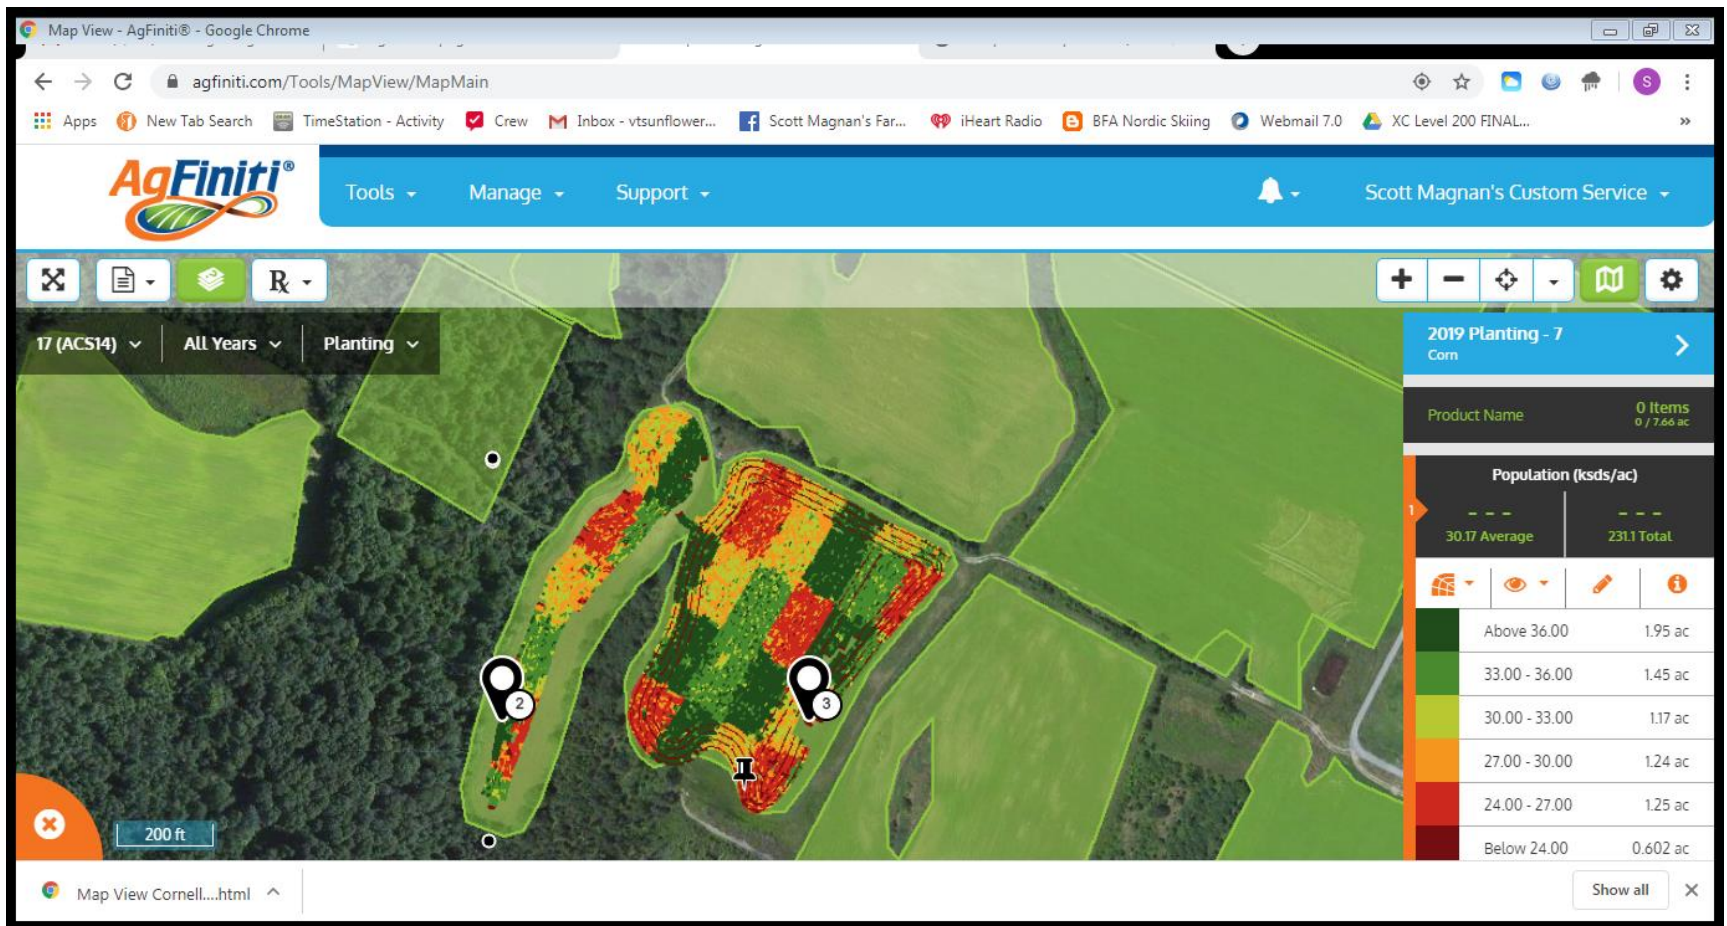 Map View - AgFiniti® - Google Chrome
agfiniti.com/Tools/MapView/MapMain
S
Apps New Tab Search TimeStation - Activity Crew Inbox - vtsunflower... Scott Magnan's Far... iHeart Radio BFA Nordic Skiing Webmail 7.0 XC Level 200 FINAL... »
AgFiniti® Tools Manage Support Scott Magnan's Custom Service
Rx
17 (ACS14) All Years Planting
2019 Planting - 7
Corn
Product Name 0 Items
0 / 7.66 ac
Population (ksds/ac)
1 - - - - - -
30.17 Average 231.1 Total
Above 36.00 1.95 ac
33.00 - 36.00 1.45 ac
2 3
30.00 - 33.00 1.17 ac
27.00 - 30.00 1.24 ac
24.00 - 27.00 1.25 ac
200 ft
Below 24.00 0.602 ac
Map View Cornell....html Show all